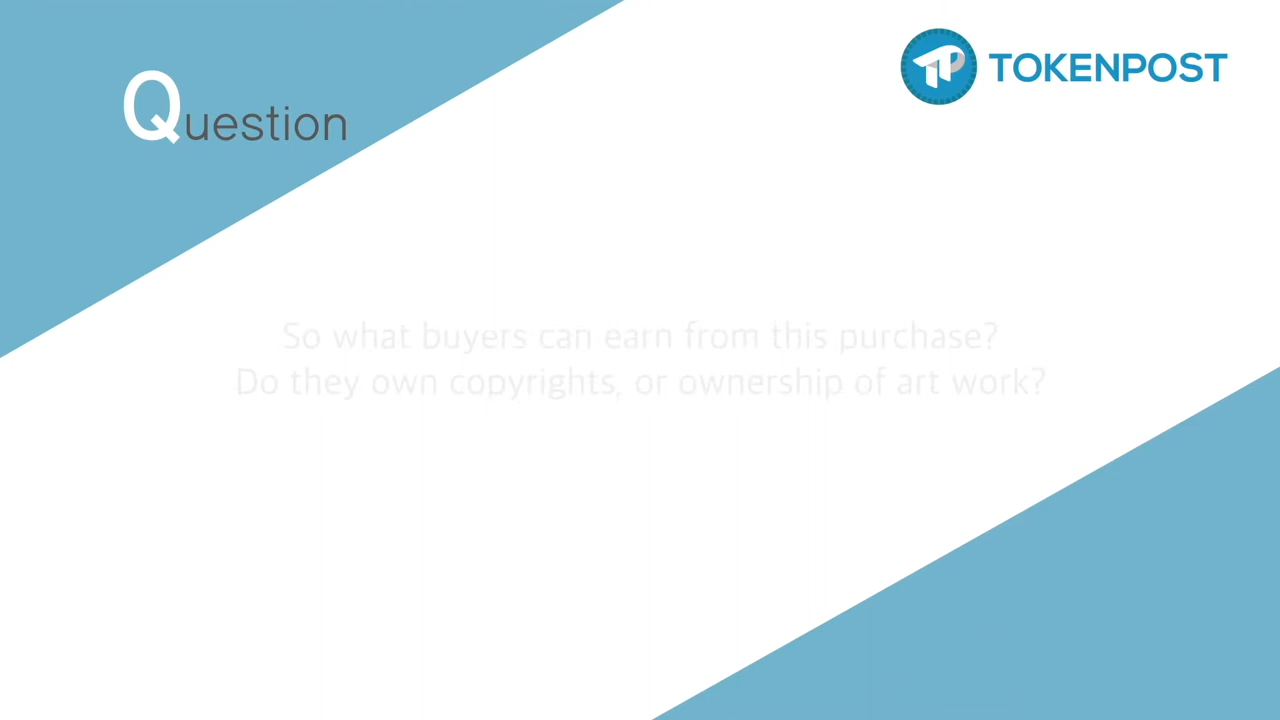 Question
TOKENPOST
So what buyers can earn from this purchase?
Do they own copyrights, or ownership of art work?